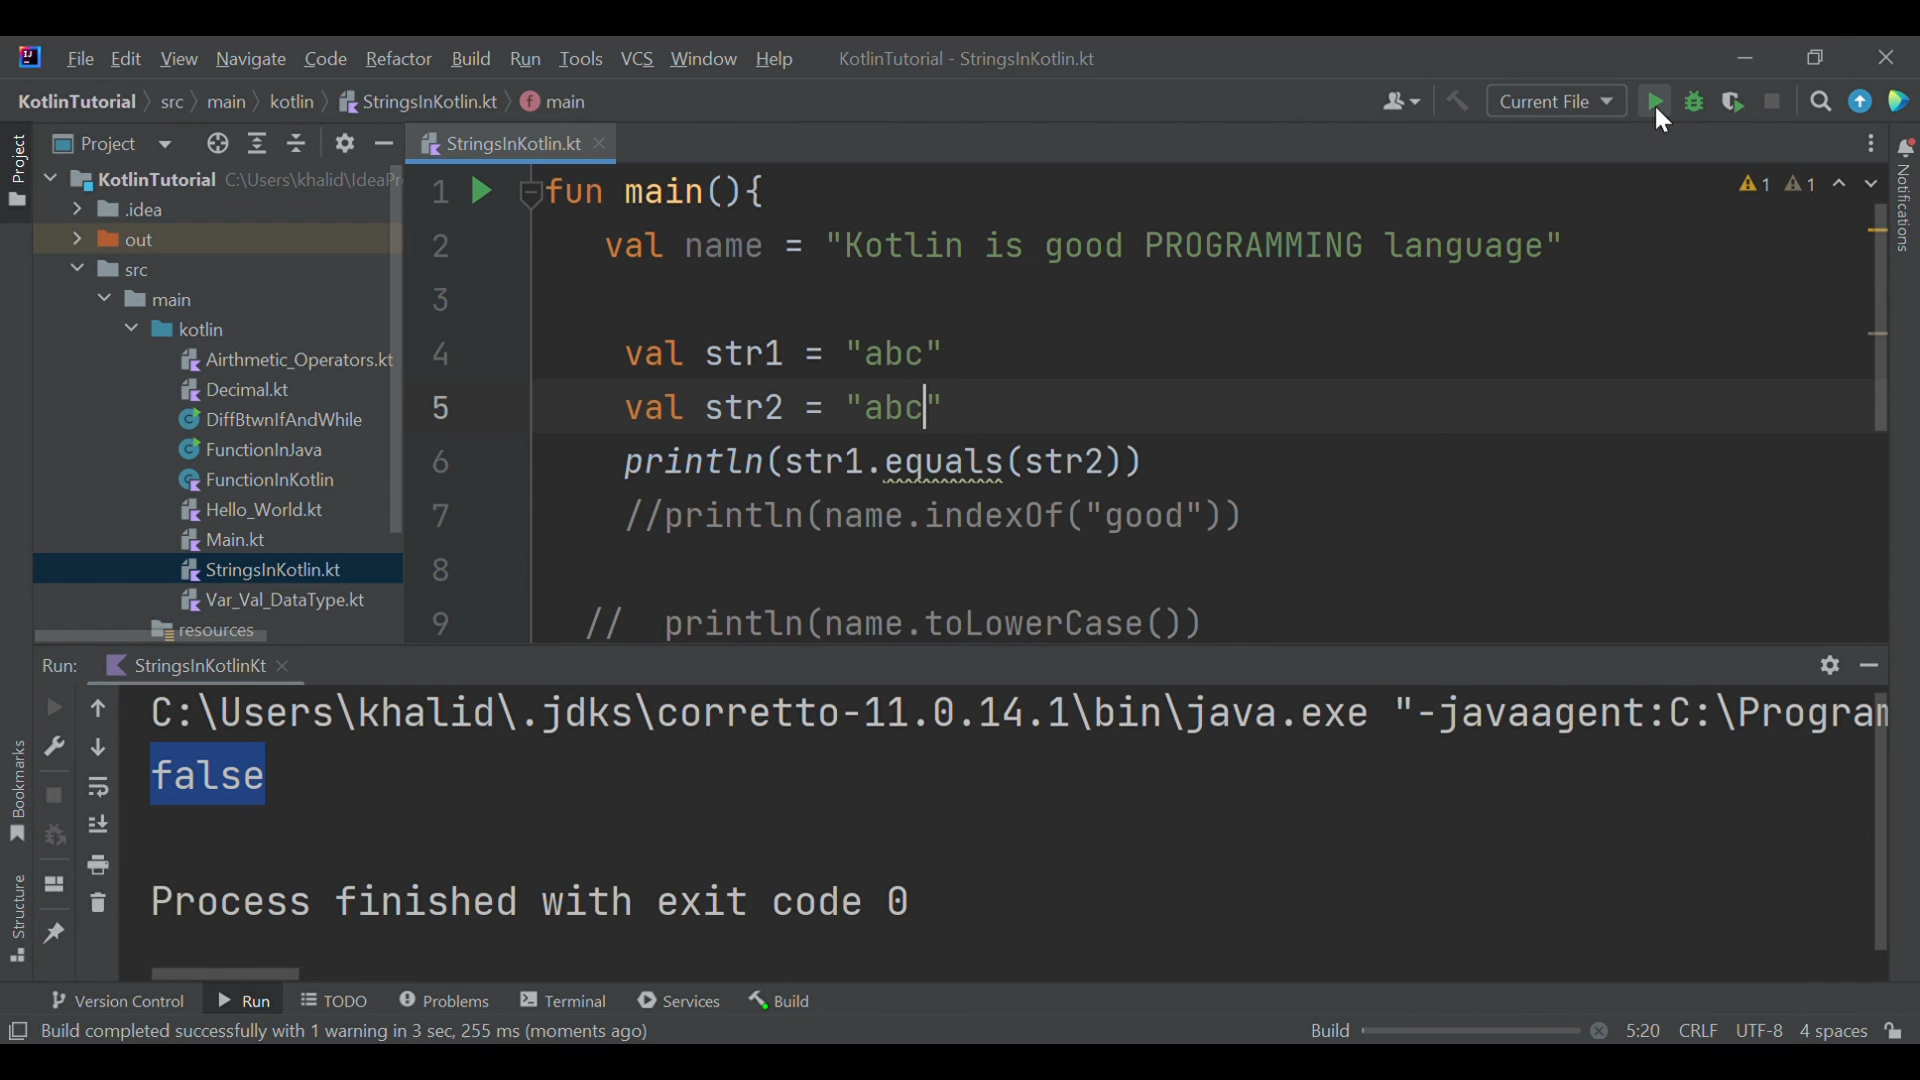 File Edit View Navigate Code Refactor Build Run Tools VCS Window Help KotlinTutorial - StringsInKotlin.kt
KotlinTutorial src main kotlin StringsInKotlin.kt main Current File
Project StringsInKotlin.kt
Project
KotlinTutorial C:\Users\khalid\IdeaPr
.idea
out
src
main
kotlin
Airthmetic_Operators.kt
Decimal.kt
DiffBtwnIfAndWhile
FunctionInJava
FunctionInKotlin
Hello_World.kt
Main.kt
StringsInKotlin.kt
Var_Val_DataType.kt
resources
1 fun main(){
2 val name = "Kotlin is good PROGRAMMING language"
3
4 val str1 = "abc"
5 val str2 = "abc"
6 println(str1.equals(str2))
7 //println(name.indexOf("good"))
8
9 // println(name.toLowerCase())
1 1
Notifications
Run: StringsInKotlinKt
C:\Users\khalid\.jdks\corretto-11.0.14.1\bin\java.exe "-javaagent:C:\Program
false
Process finished with exit code 0
Bookmarks
Structure
Version Control Run TODO Problems Terminal Services Build
Build completed successfully with 1 warning in 3 sec, 255 ms (moments ago) Build 5:20 CRLF UTF-8 4 spaces